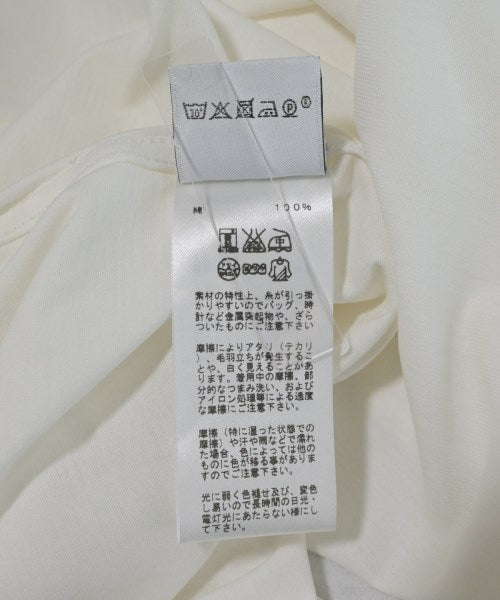 30°
P
®
綿 100%
素材の特性上、糸が引っ掛
かりやすいのでバッグ、時
計など金属突起物や、ざら
ついたものにご注意下さい
摩擦によりアタリ（テカリ
）、毛羽立ちが発生するこ
とや、白く見えることがあ
ります。着用中の摩擦、部
分的なつまみ洗い、および
アイロン処理等による過度
な摩擦にご注意下さい。
摩擦（特に湿った状態での
摩擦）や汗や雨などで濡れ
た場合、色によっては他の
ものに色が移る事がありま
すのでご注意下さい。
光に弱く色褪せ及び、変色
し易いので長時間の日光・
電灯光にあたらない様にし
て下さい。